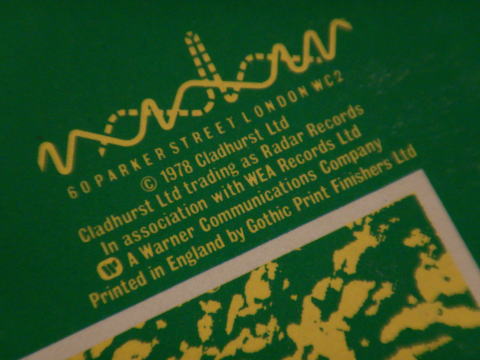 60 PARKER STREET LONDON WC2
© 1978 Cladhurst Ltd
Cladhurst Ltd trading as Radar Records
In association with WEA Records Ltd
A Warner Communications Company
Printed in England by Gothic Print Finishers Ltd